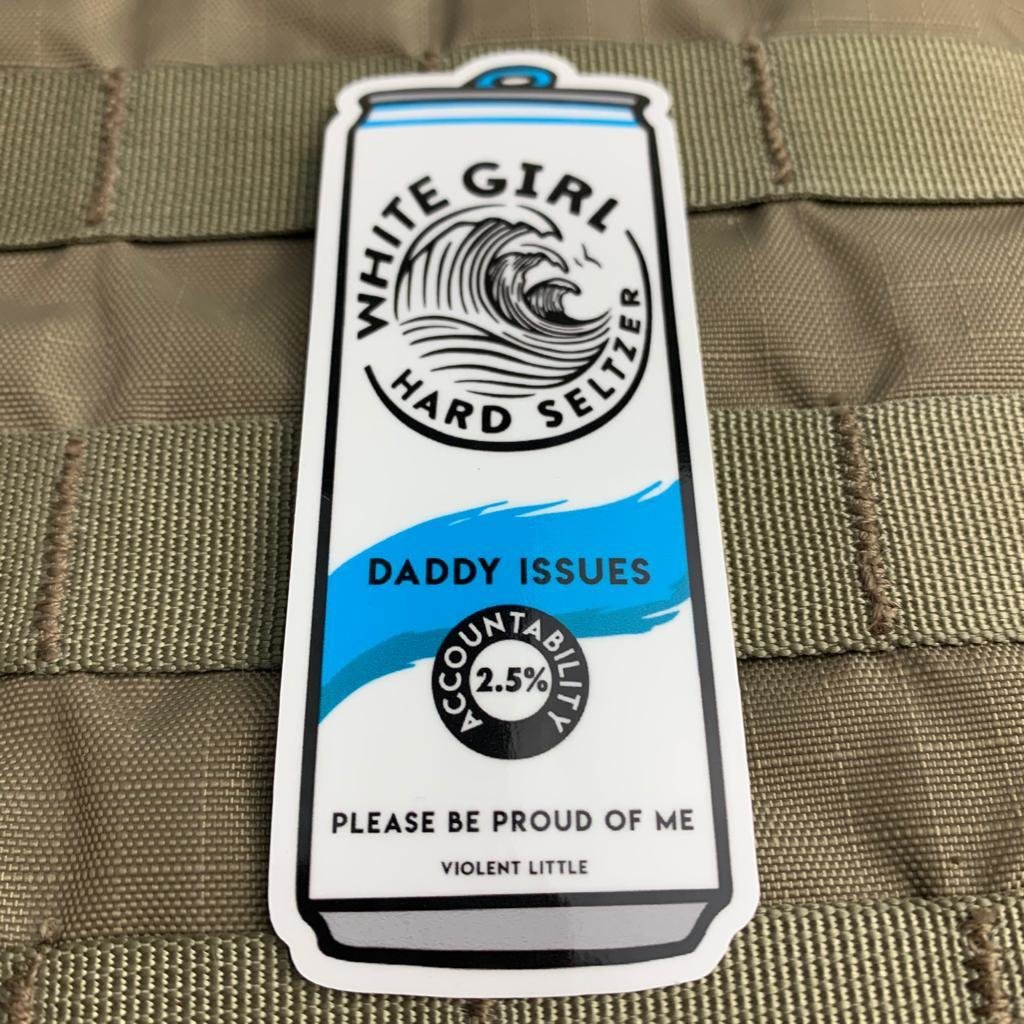 WHITE GIRL
HARD SELTZER
DADDY ISSUES
ACCOUNTABILITY
2.5%
PLEASE BE PROUD OF ME
VIOLENT LITTLE